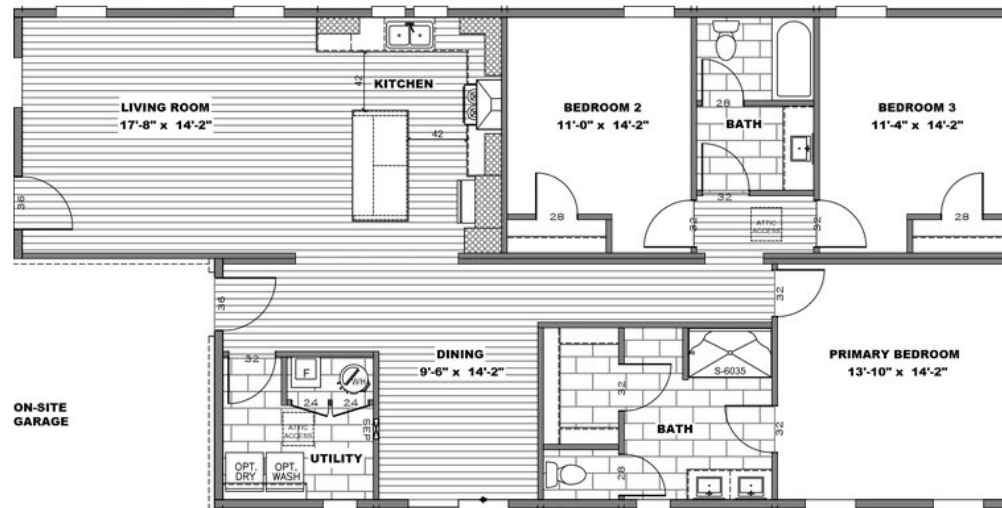 KITCHEN
42
LIVING ROOM
17'-8" x 14'-2"
42
BEDROOM 2
11'-0" x 14'-2"
28
BATH
BEDROOM 3
11'-4" x 14'-2"
36
28
32
32
ATTIC
ACCESS
32
28
36
32
32
DINING
9'-6" x 14'-2"
F
WH
24
24
ATTIC
ACCESS
SEP
UTILITY
OPT.
DRY
OPT.
WASH
S-6035
32
BATH
32
28
PRIMARY BEDROOM
13'-10" x 14'-2"
ON-SITE
GARAGE